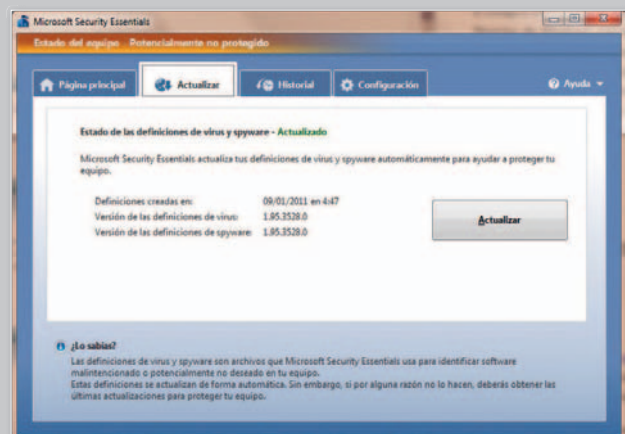 Microsoft Security Essentials
Estado del equipo Potencialmente no protegido
Página principal
Actualizar
Historial
Configuración
Ayuda
Estado de las definiciones de virus y spyware - Actualizado
Microsoft Security Essentials actualiza tus definiciones de virus y spyware automáticamente para ayudar a proteger tu
equipo.
Definiciones creadas en: 09/01/2011 en 4:47
Versión de las definiciones de virus: 1.95.3528.0
Versión de las definiciones de spyware: 1.95.3528.0
Actualizar
¿Lo sabías?
Las definiciones de virus y spyware son archivos que Microsoft Security Essentials usa para identificar software
malintencionado o potencialmente no deseado en tu equipo.
Estas definiciones se actualizan de forma automática. Sin embargo, si por alguna razón no lo hacen, deberás obtener las
últimas actualizaciones para proteger tu equipo.